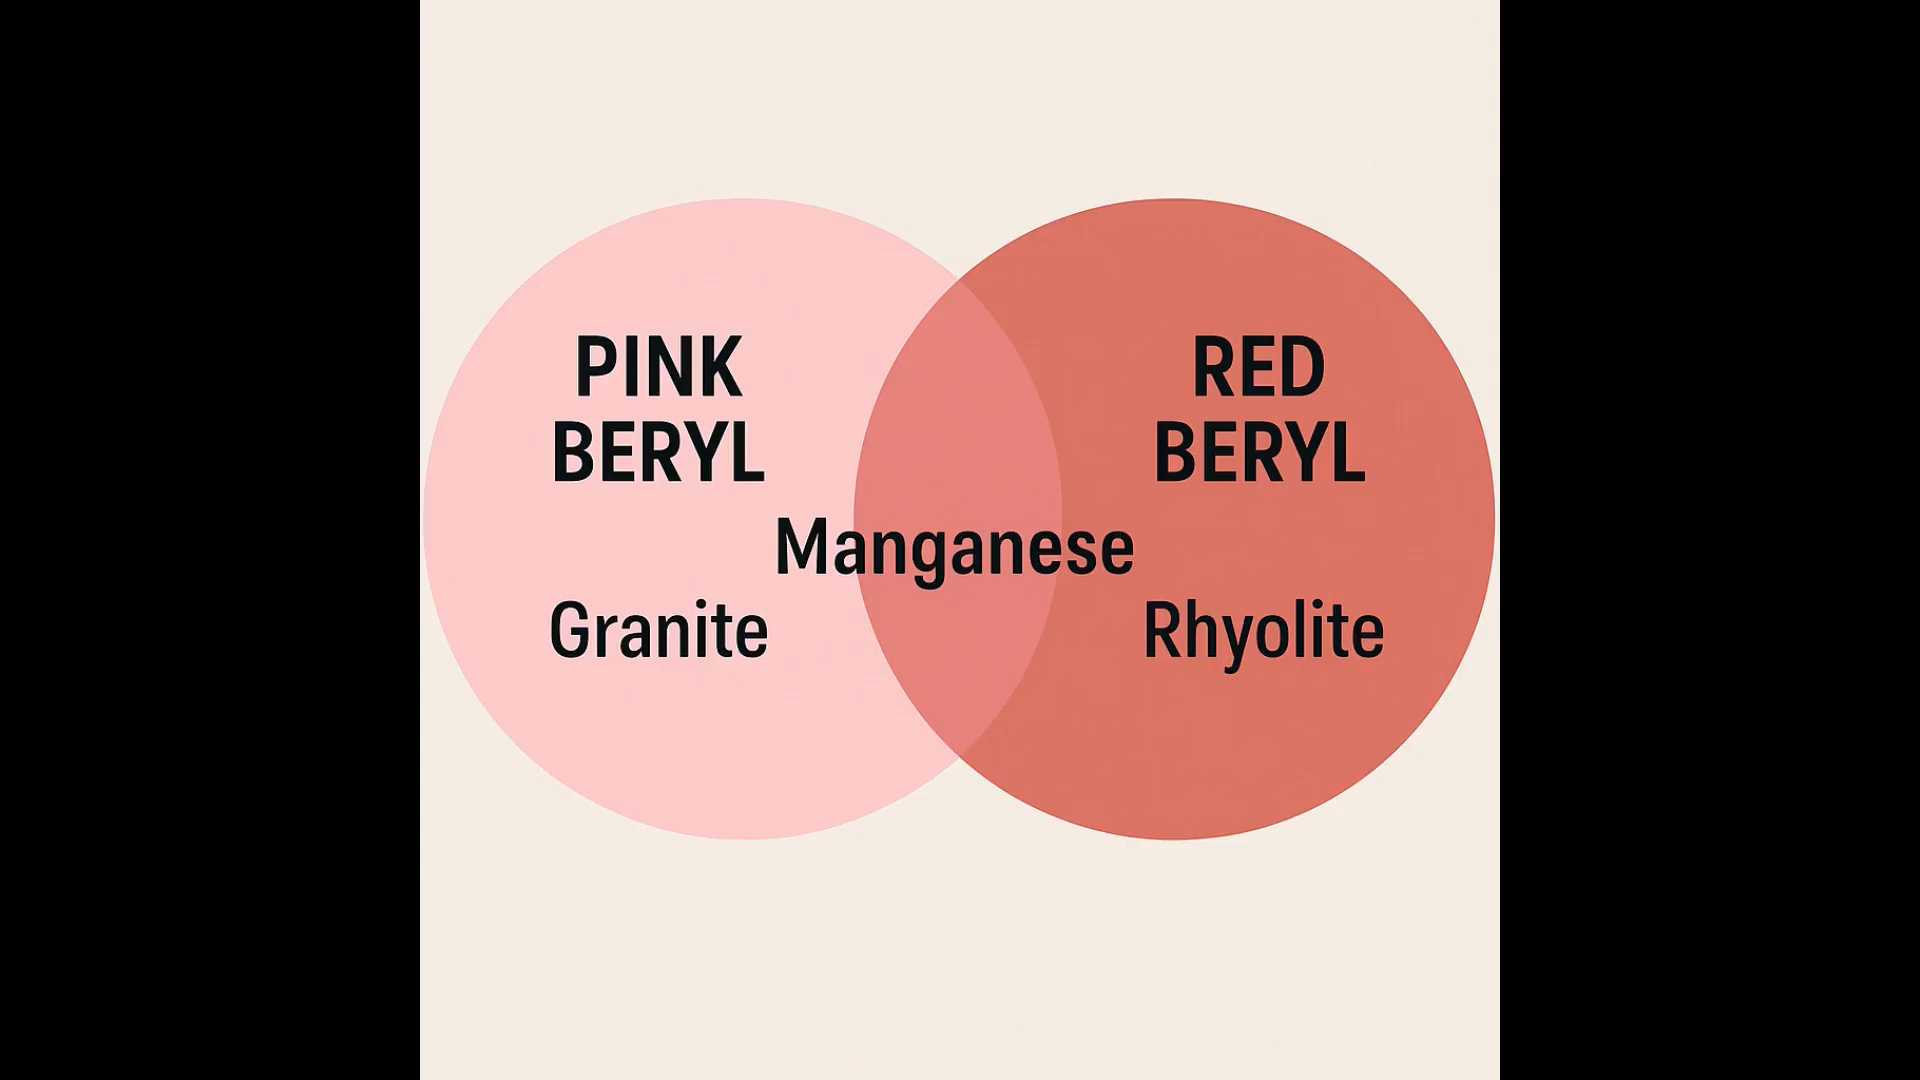 PINK
BERYL
Granite
Manganese
RED
BERYL
Rhyolite